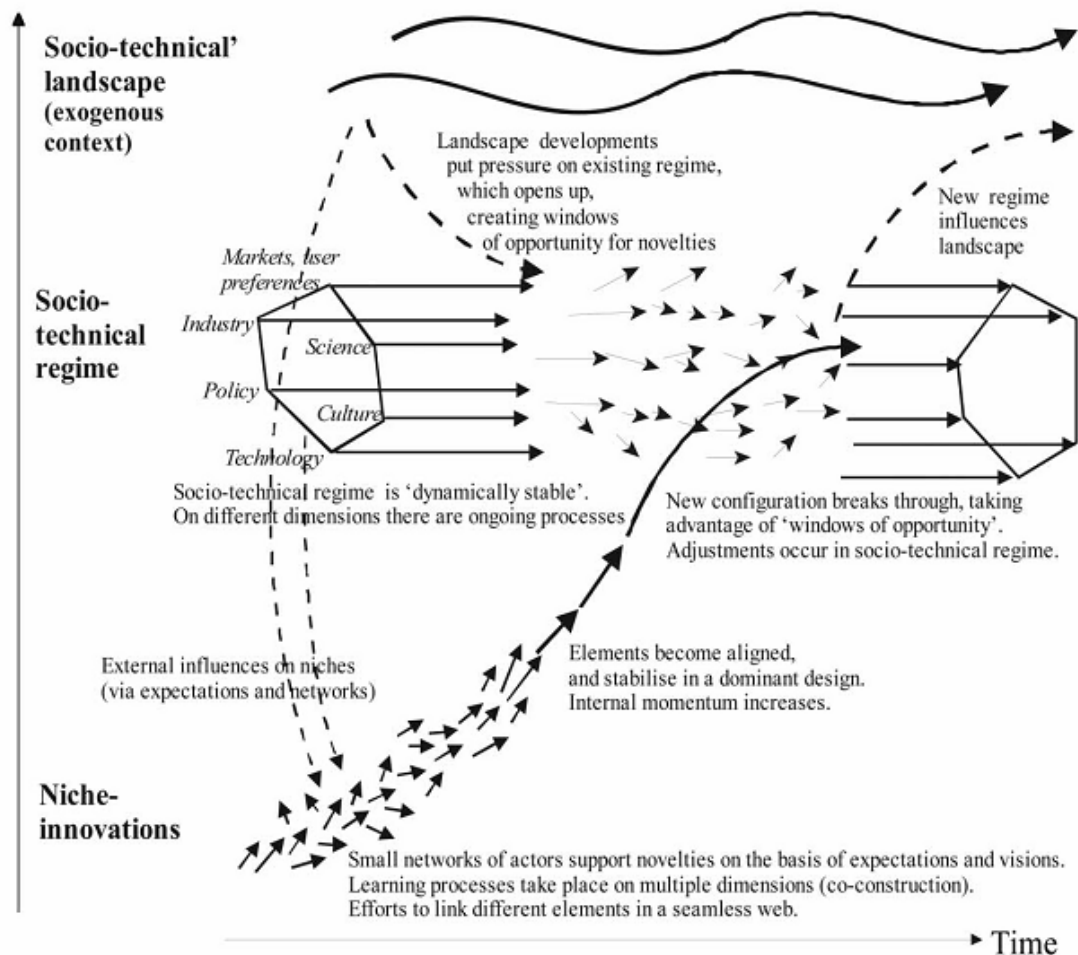 Socio-technical’
landscape
(exogenous
context)
Landscape developments
put pressure on existing regime,
which opens up,
creating windows
of opportunity for novelties
New regime
influences
landscape
Socio-
technical
regime
Markets, user
preferences
Industry
Science
Policy
Culture
Technology
Socio-technical regime is ‘dynamically stable’.
On different dimensions there are ongoing processes
New configuration breaks through, taking
advantage of ‘windows of opportunity’.
Adjustments occur in socio-technical regime.
External influences on niches
(via expectations and networks)
Elements become aligned,
and stabilise in a dominant design.
Internal momentum increases.
Niche-
innovations
Small networks of actors support novelties on the basis of expectations and visions.
Learning processes take place on multiple dimensions (co-construction).
Efforts to link different elements in a seamless web.
Time